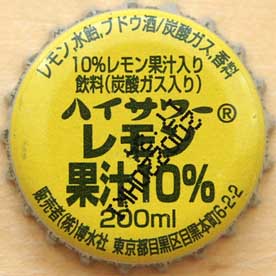 レモン,水飴,ブドウ酒/炭酸ガス,香料
10%レモン果汁入り
飲料(炭酸ガス入り)
ハイサワー®
レモン
果汁10%
200ml
販売者(株)博水社 東京都目黒区目黒本町6-2-2